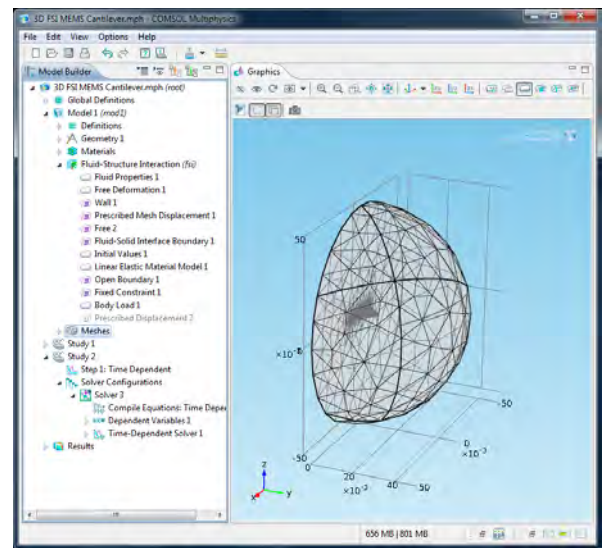 3D FSI MEMS Cantilever.mph - COMSOL Multiphysics
File Edit View Options Help
Model Builder
3D FSI MEMS Cantilever.mph (root)
Global Definitions
Model 1 (mod1)
Definitions
Geometry 1
Materials
Fluid-Structure Interaction (fsi)
Fluid Properties 1
Free Deformation 1
Wall 1
Prescribed Mesh Displacement 1
Free 2
Fluid-Solid Interface Boundary 1
Initial Values 1
Linear Elastic Material Model 1
Open Boundary 1
Fixed Constraint 1
Body Load 1
Prescribed Displacement 2
Meshes
Study 1
Study 2
Step 1: Time Dependent
Solver Configurations
Solver 3
Compile Equations: Time Depe
Dependent Variables 1
Time-Dependent Solver 1
Results
Graphics
50
50
-50
0
×10⁻³
-50
0
20
×10⁻³
40
50
z
x
y
656 MB | 801 MB